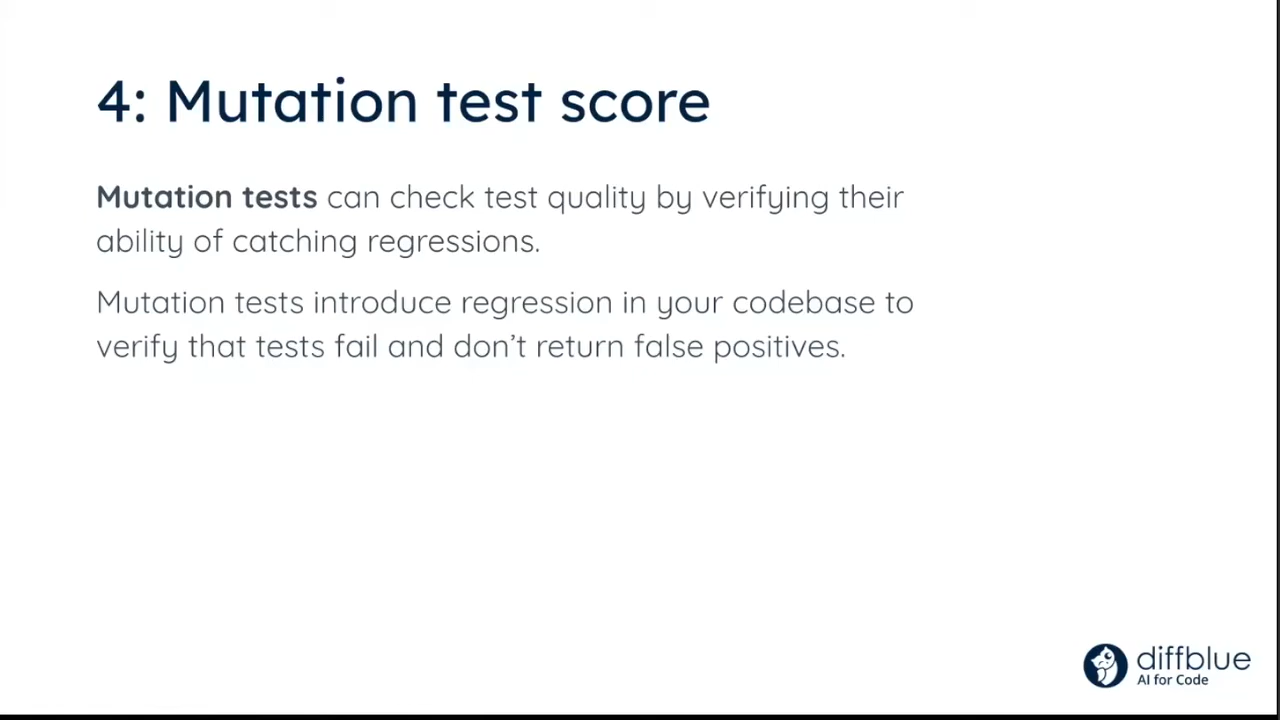 4: Mutation test score
Mutation tests can check test quality by verifying their
ability of catching regressions.
Mutation tests introduce regression in your codebase to
verify that tests fail and don’t return false positives.
diffblue
AI for Code